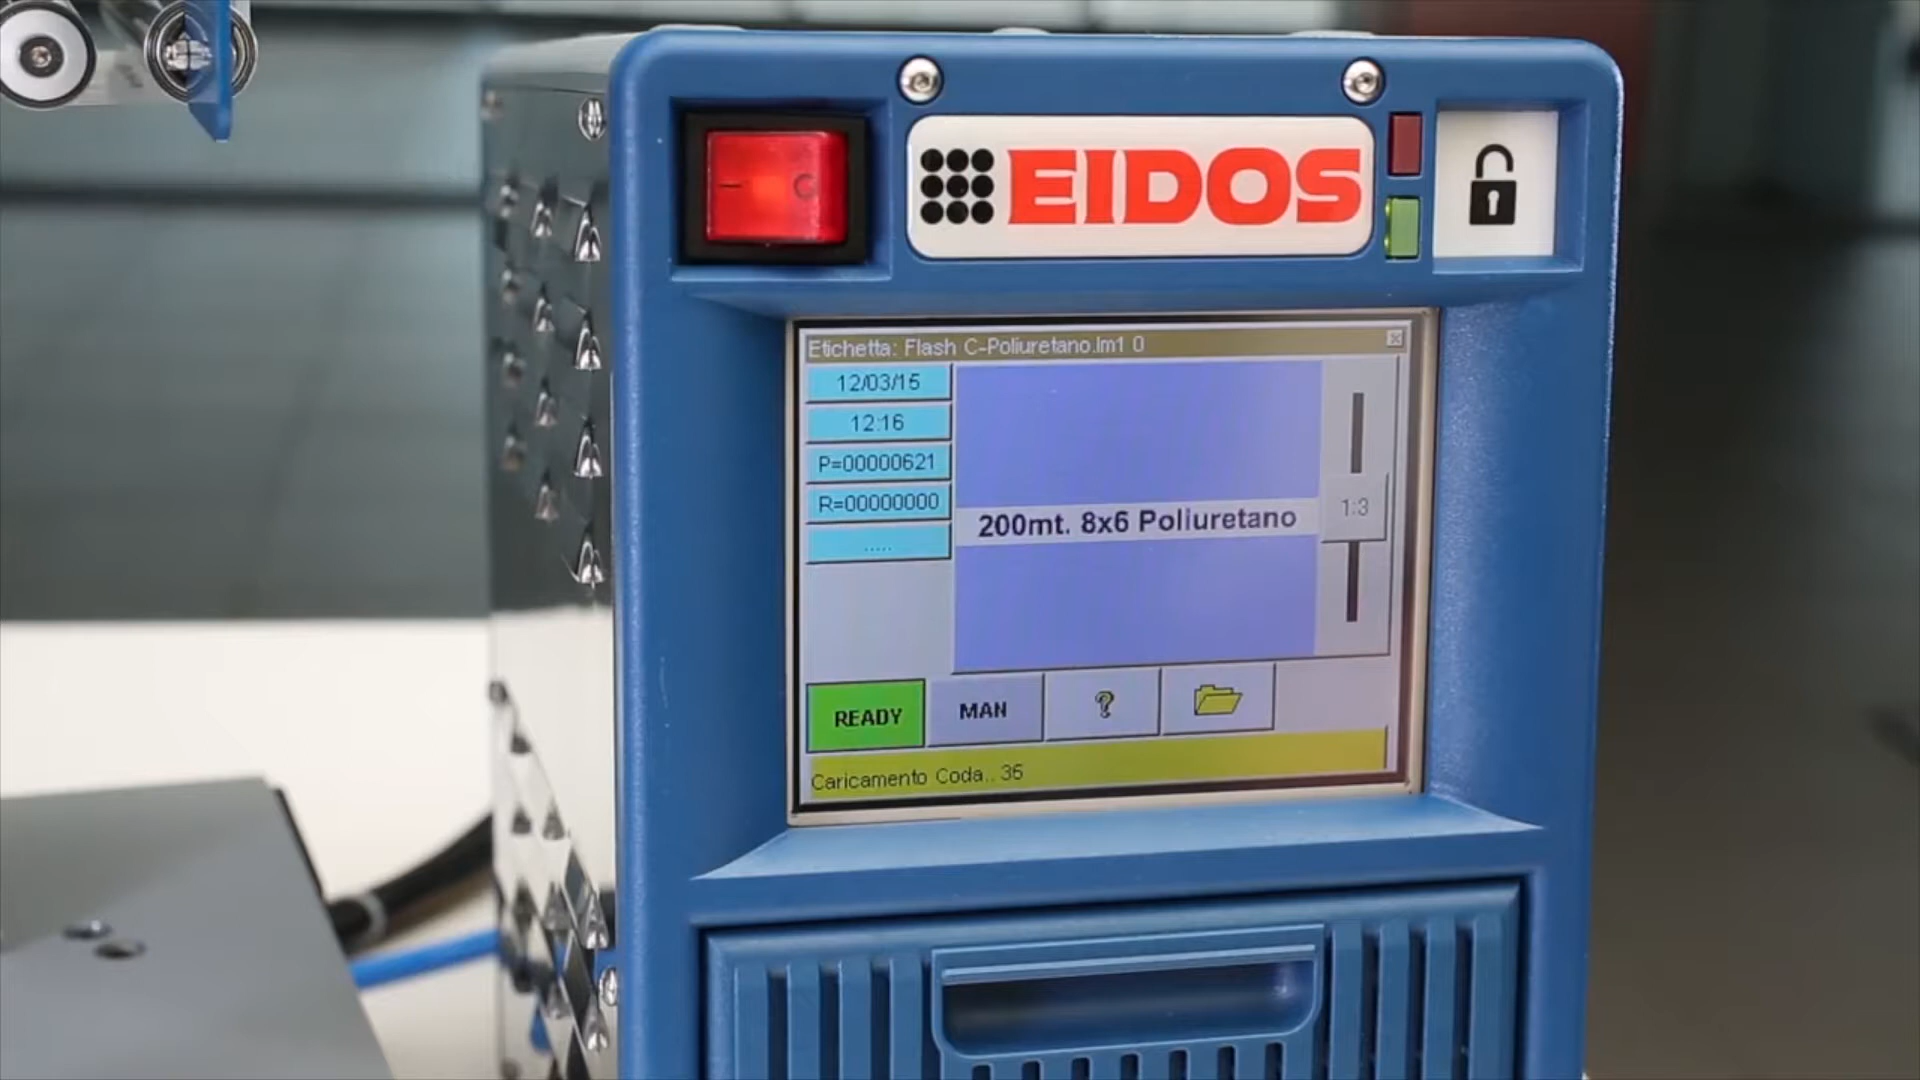 EIDOS
Etichetta: Flash C-Poliuretano.lm1 0
12/03/15
12:16
P=00000621
R=00000000
.....
200mt. 8x6 Poliuretano
1:3
READY
MAN
?
Caricamento Coda.. 36